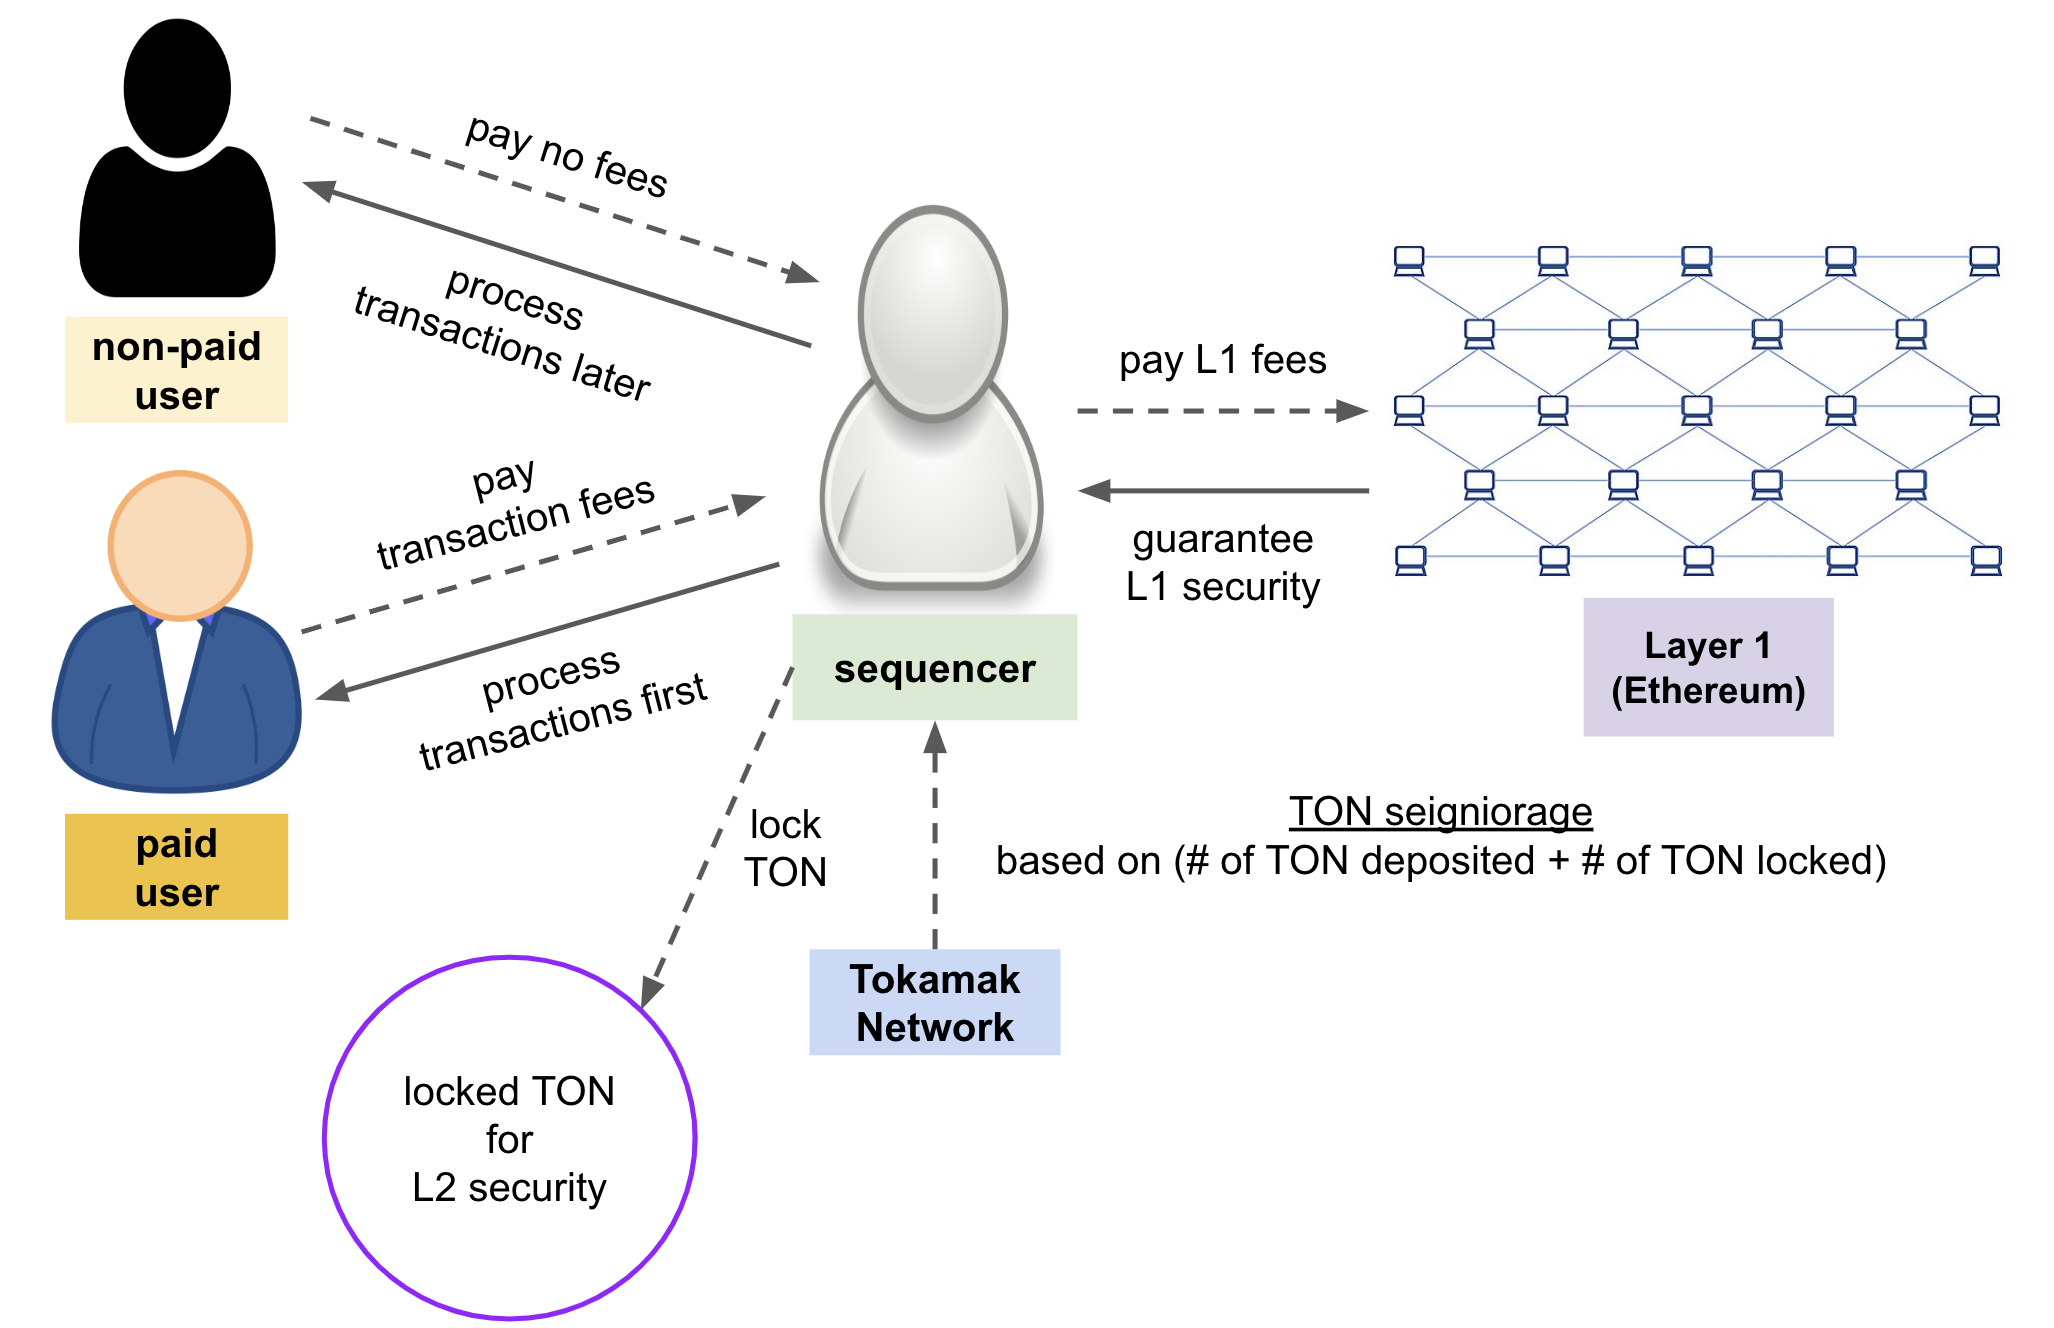 pay no fees
process
transactions later
non-paid
user
pay
transaction fees
process
transactions first
paid
user
sequencer
pay L1 fees
guarantee
L1 security
Layer 1
(Ethereum)
lock
TON
TON seigniorage
based on (# of TON deposited + # of TON locked)
Tokamak
Network
locked TON
for
L2 security